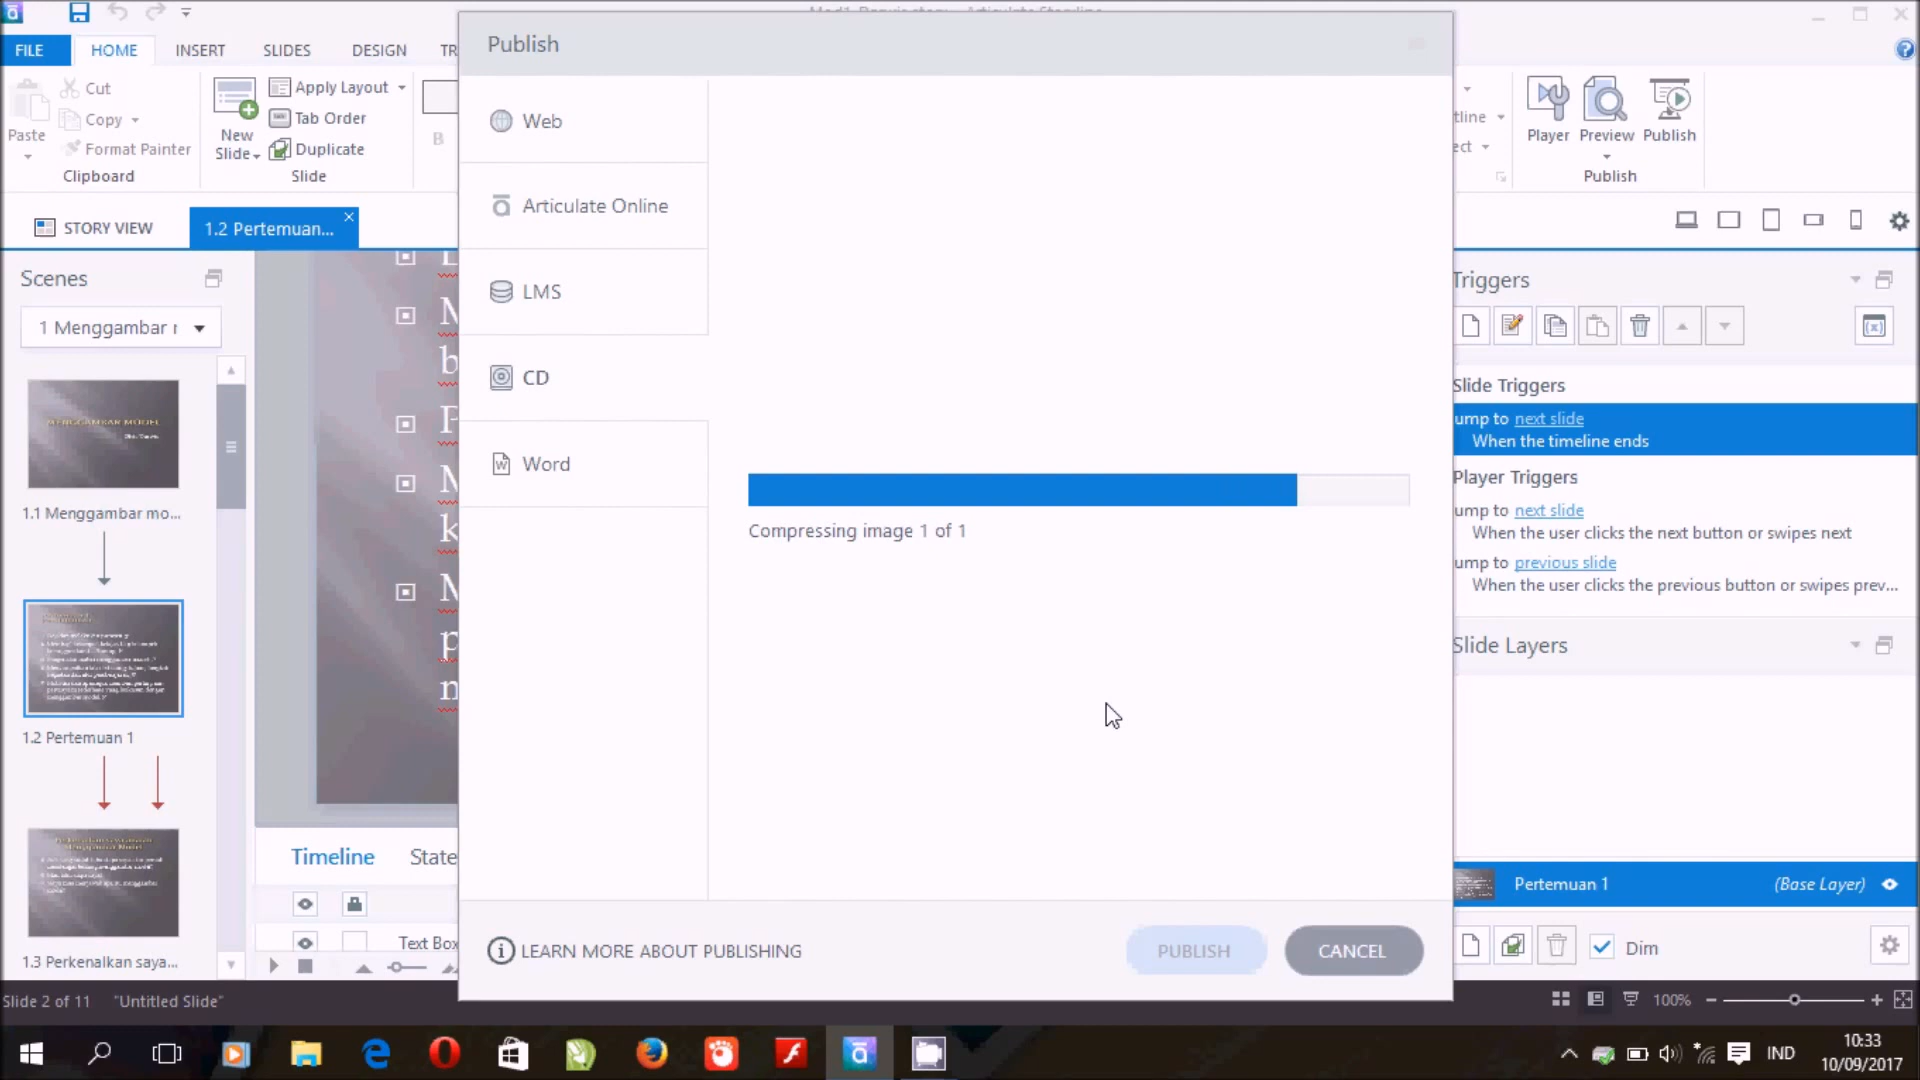 FILE
HOME
INSERT
SLIDES
DESIGN
TR
Paste
Cut
Copy
Format Painter
Clipboard
New
Slide
Apply Layout
Tab Order
Duplicate
Slide
B
Publish
tline
ect
Player
Preview
Publish
Publish
STORY VIEW
1.2 Pertemuan...
Scenes
1 Menggambar r
MENGGAMBAR MODEL
1.1 Menggambar mo...
1.2 Pertemuan 1
1.3 Perkenalkan saya...
M
b
M
k
M
p
n
Web
Articulate Online
LMS
CD
Word
Compressing image 1 of 1
LEARN MORE ABOUT PUBLISHING
PUBLISH
CANCEL
Timeline
State
Text Box
Triggers
Slide Triggers
ump to next slide
When the timeline ends
Player Triggers
ump to next slide
When the user clicks the next button or swipes next
ump to previous slide
When the user clicks the previous button or swipes prev...
Slide Layers
Pertemuan 1
(Base Layer)
Dim
Slide 2 of 11
"Untitled Slide"
100%
IND
10:33
10/09/2017